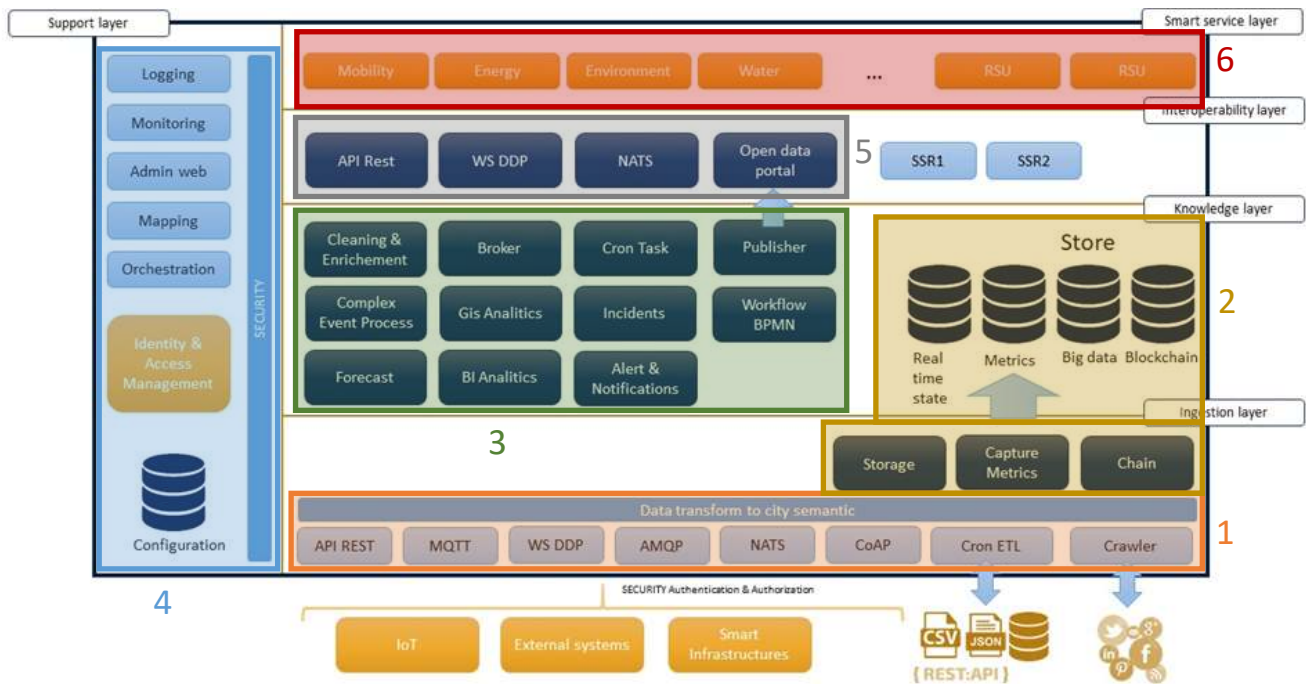 Support layer
Smart service layer
6
Mobility
Energy
Environment
Water
...
RSU
RSU
Logging
Monitoring
Admin web
Mapping
Orchestration
Identity &
Access
Management
Configuration
SECURITY
4
Interoperability layer
API Rest
WS DDP
NATS
Open data
portal
5
SSR1
SSR2
Knowledge layer
Cleaning &
Enrichement
Broker
Cron Task
Publisher
Complex
Event Process
Gis Analitics
Incidents
Workflow
BPMN
Forecast
BI Analitics
Alert &
Notifications
3
Store
2
Real
time
state
Metrics
Big data
Blockchain
Ingestion layer
Storage
Capture
Metrics
Chain
Data transform to city semantic
1
API REST
MQTT
WS DDP
AMQP
NATS
CoAP
Cron ETL
Crawler
SECURITY Authentication & Authorization
IoT
External systems
Smart
Infrastructures
CSV
JSON
{ REST:API }
g+
in
f